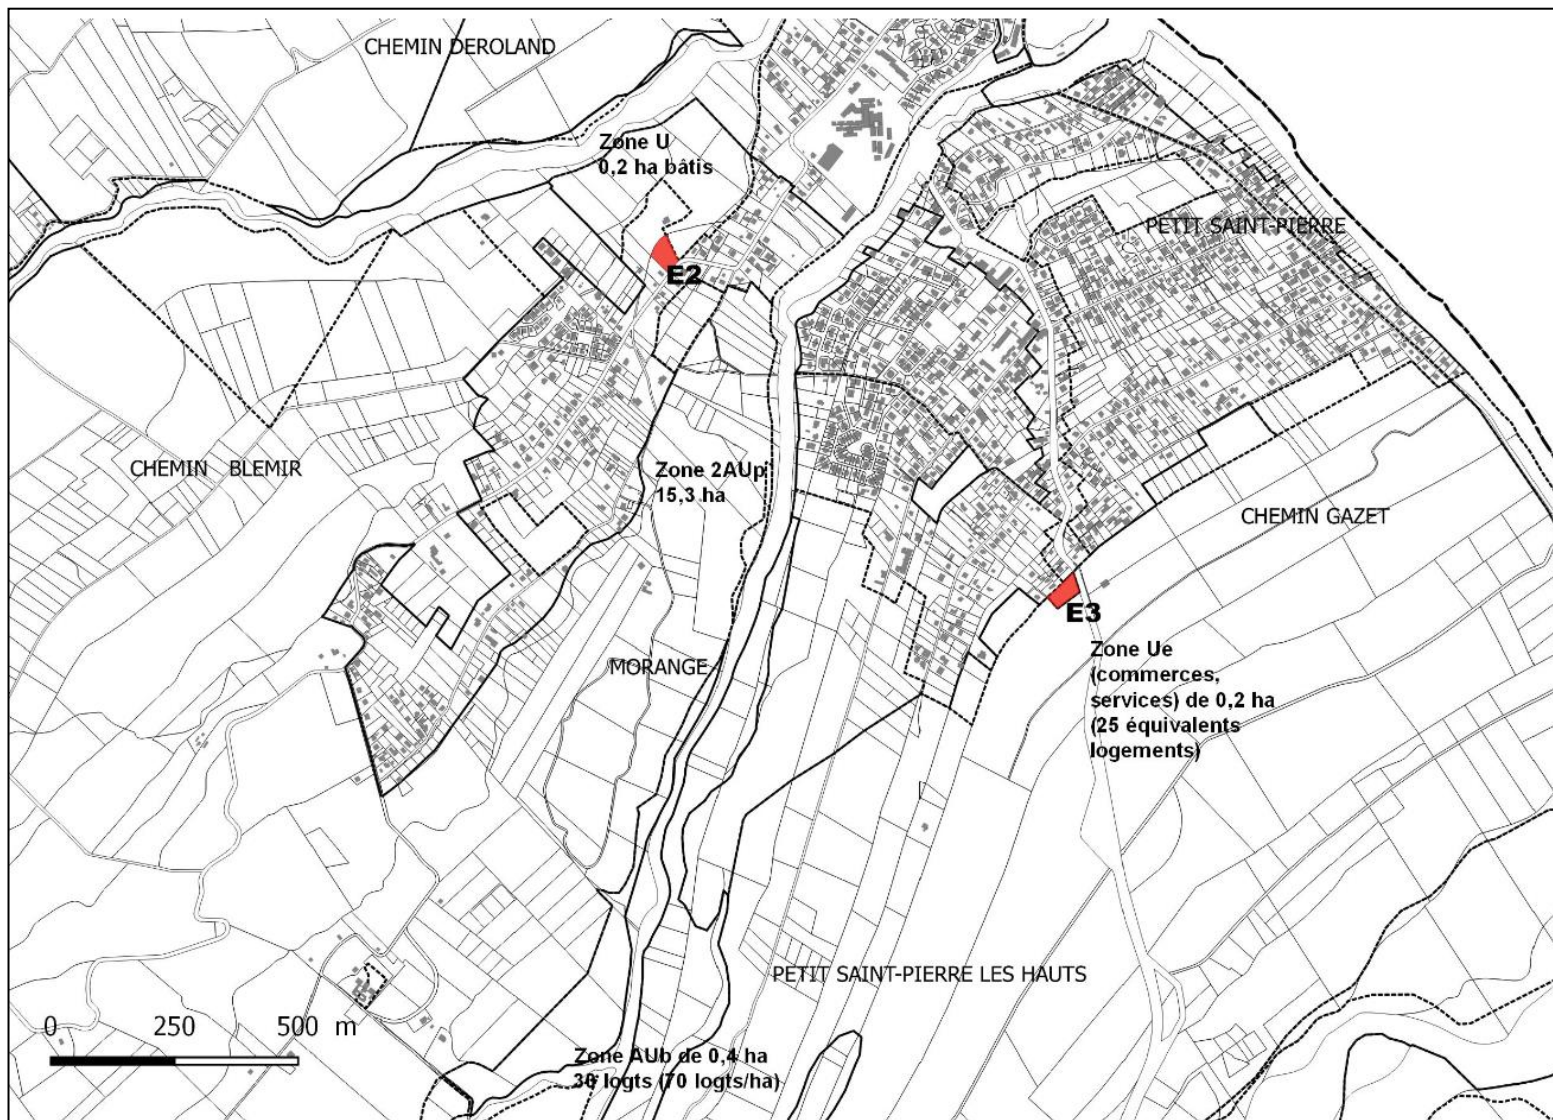 CHEMIN DEROLAND
Zone U
0,2 ha bâtis
PETIT SAINT-PIERRE
E2
CHEMIN BLEMIR
Zone 2AUp
15,3 ha
CHEMIN GAZET
E3
Zone Ue
(commerces,
services) de 0,2 ha
(25 équivalents
logements)
MORANGE
PETIT SAINT-PIERRE LES HAUTS
0 250 500 m
Zone AUb de 0,4 ha
30 logts (70 logts/ha)